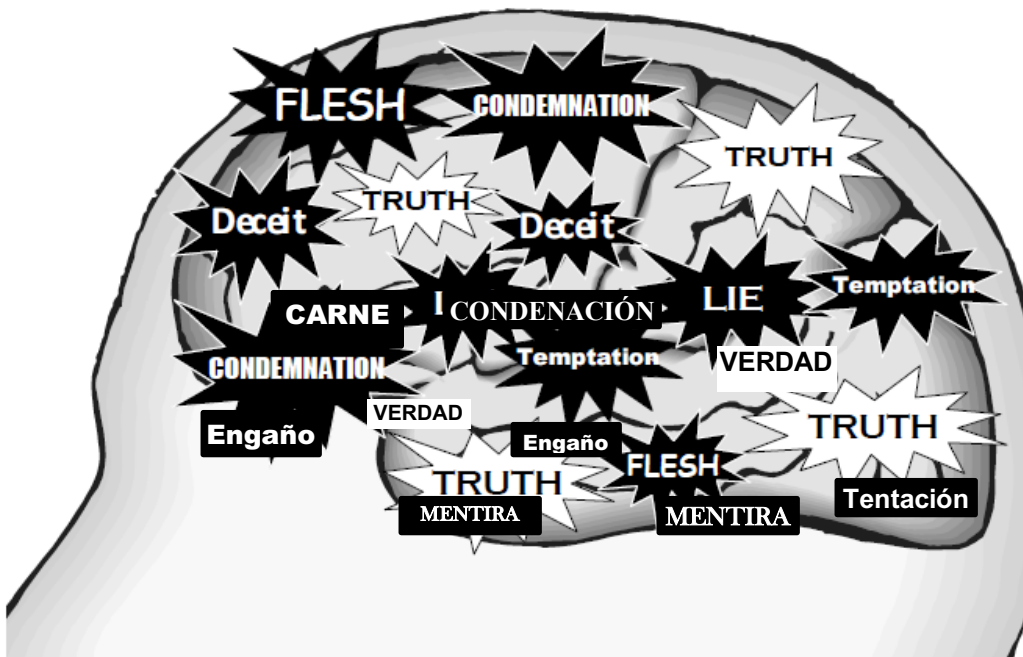 FLESH
CONDEMNATION
TRUTH
TRUTH
Deceit
Deceit
Temptation
LIE
CARNE
CONDENACIÓN
Temptation
VERDAD
CONDEMNATION
VERDAD
TRUTH
Engaño
Engaño
FLESH
TRUTH
Tentación
MENTIRA
MENTIRA